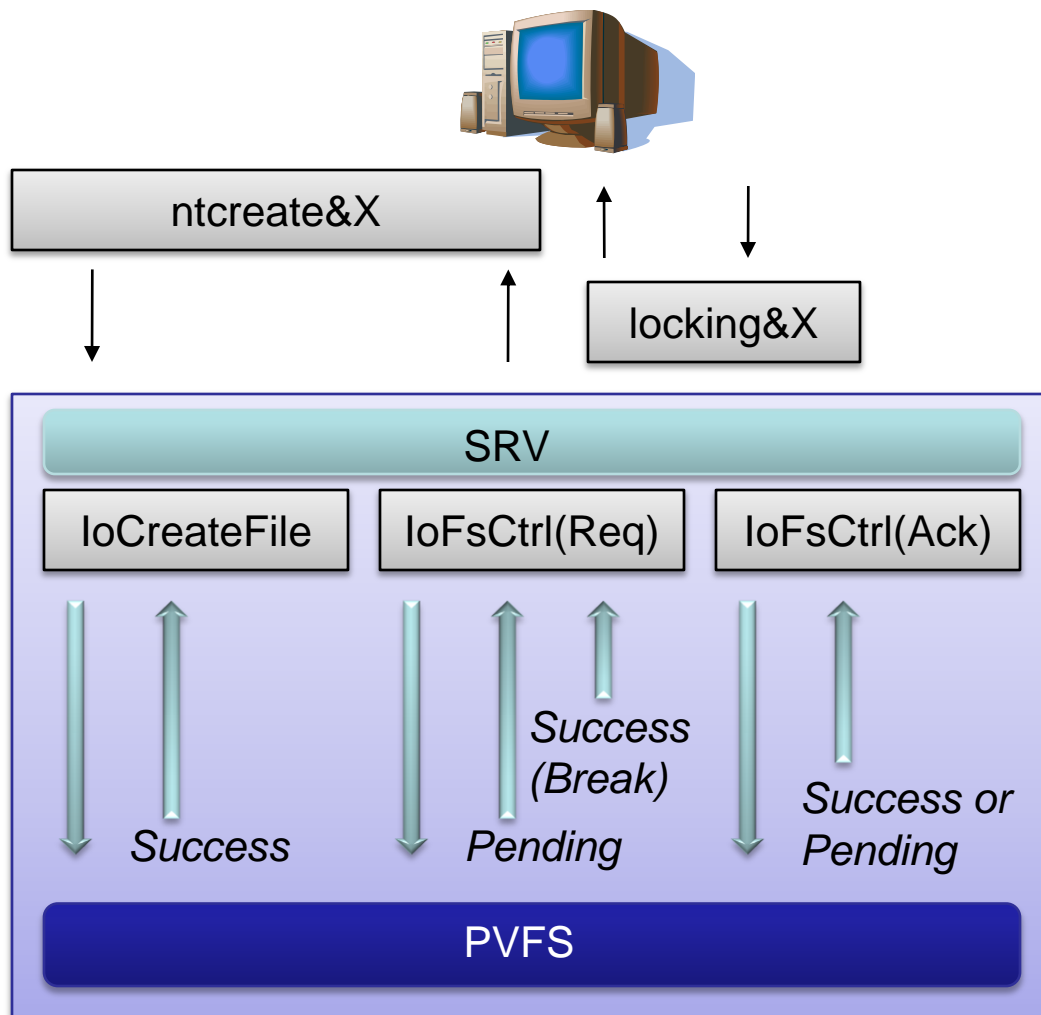 ntcreate&X
locking&X
SRV
IoCreateFile
IoFsCtrl(Req)
IoFsCtrl(Ack)
Success
(Break)
Success or
Pending
Success
Pending
PVFS